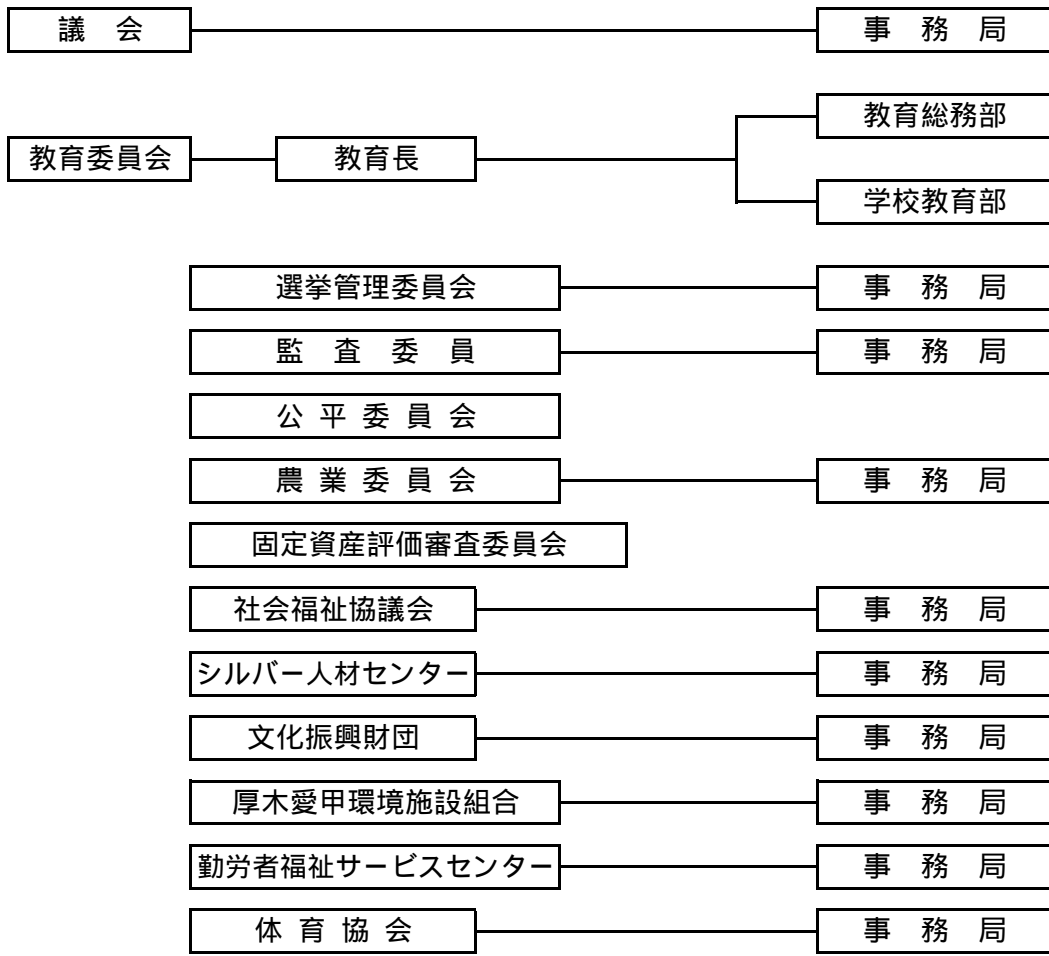 議 会 事 務 局
教育総務部
教育委員会 教育長
学校教育部
選挙管理委員会 事 務 局
監 査 委 員 事 務 局
公 平 委 員 会
農 業 委 員 会 事 務 局
固定資産評価審査委員会
社会福祉協議会 事 務 局
シルバー人材センター 事 務 局
文化振興財団 事 務 局
厚木愛甲環境施設組合 事 務 局
勤労者福祉サービスセンター 事 務 局
体 育 協 会 事 務 局